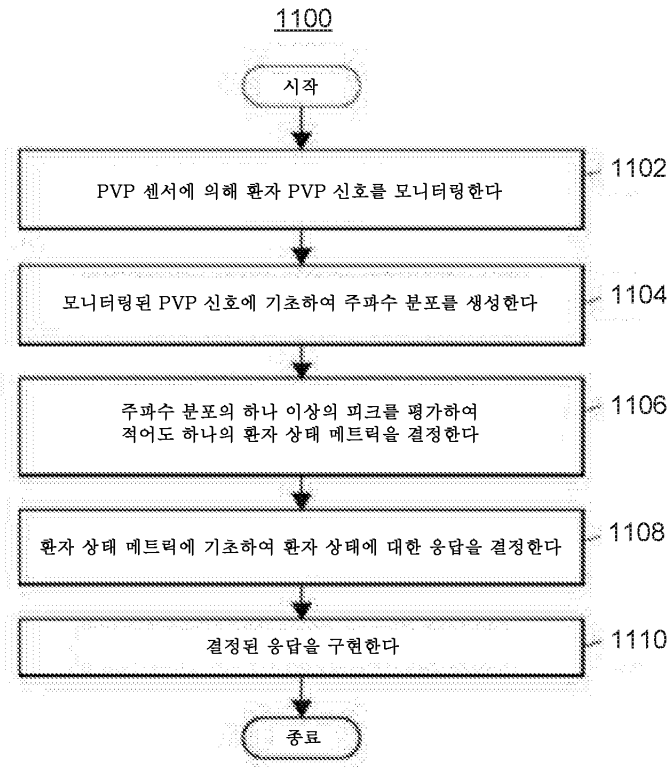 1100
시작
PVP 센서에 의해 환자 PVP 신호를 모니터링한다
1102
모니터링된 PVP 신호에 기초하여 주파수 분포를 생성한다
1104
주파수 분포의 하나 이상의 피크를 평가하여
적어도 하나의 환자 상태 메트릭을 결정한다
1106
환자 상태 메트릭에 기초하여 환자 상태에 대한 응답을 결정한다
1108
결정된 응답을 구현한다
1110
종료